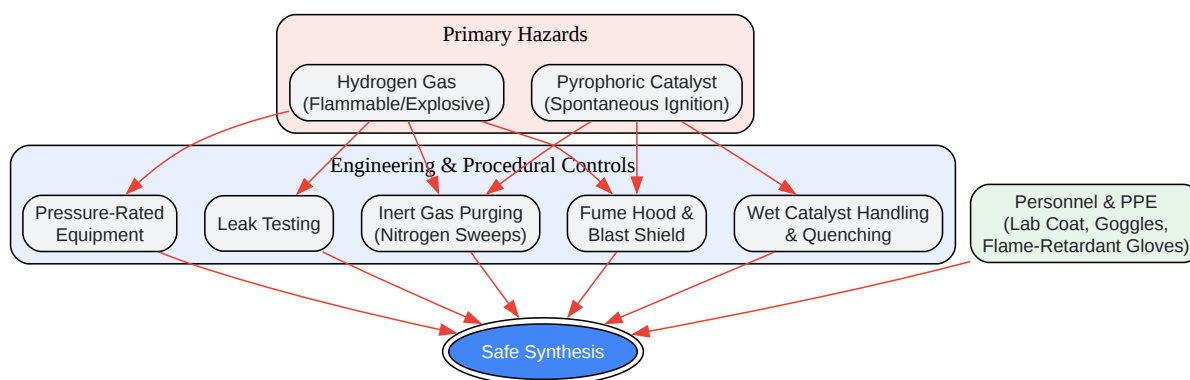 Primary Hazards
Hydrogen Gas
(Flammable/Explosive)
Pyrophoric Catalyst
(Spontaneous Ignition)
Engineering & Procedural Controls
Pressure-Rated
Equipment
Leak Testing
Inert Gas Purging
(Nitrogen Sweeps)
Fume Hood &
Blast Shield
Wet Catalyst Handling
& Quenching
Personnel & PPE
(Lab Coat, Goggles,
Flame-Retardant Gloves)
Safe Synthesis